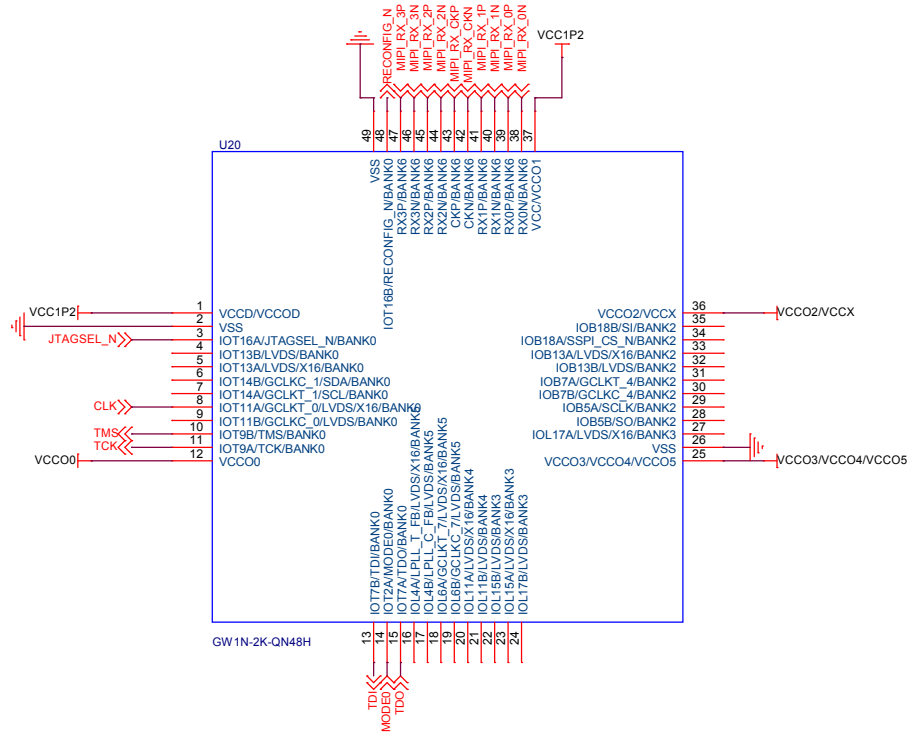 RECONFIG_N
MIPI_RX_3P
MIPI_RX_3N
MIPI_RX_2P
MIPI_RX_2N
MIPI_RX_CKP
MIPI_RX_CKN
MIPI_RX_1P
MIPI_RX_1N
MIPI_RX_0P
MIPI_RX_0N
VCC1P2
49
48
47
46
45
44
43
42
41
40
39
38
37
U20
VSS
IOT16B/RECONFIG_N/BANK0
RX3P/BANK6
RX3N/BANK6
RX2P/BANK6
RX2N/BANK6
CKP/BANK6
CKN/BANK6
RX1P/BANK6
RX1N/BANK6
RX0P/BANK6
RX0N/BANK6
VCC/VCCO1
VCC1P2
1 VCCD/VCCOD
2 VSS
JTAGSEL_N 3 IOT16A/JTAGSEL_N/BANK0
4 IOT13B/LVDS/BANK0
5 IOT13A/LVDS/X16/BANK0
6 IOT14B/GCLKC_1/SDA/BANK0
7 IOT14A/GCLKT_1/SCL/BANK0
CLK 8 IOT11A/GCLKT_0/LVDS/X16/BANK0
9 IOT11B/GCLKC_0/LVDS/BANK0
TMS 10 IOT9B/TMS/BANK0
TCK 11 IOT9A/TCK/BANK0
VCCO0 12 VCCO0
VCCO2/VCCX 36 VCCO2/VCCX
IOB18B/SI/BANK2 35
IOB18A/SSPI_CS_N/BANK2 34
IOB13A/LVDS/X16/BANK2 33
IOB13B/LVDS/BANK2 32
IOB7A/GCLKT_4/BANK2 31
IOB7B/GCLKC_4/BANK2 30
IOB5A/SCLK/BANK2 29
IOB5B/SO/BANK2 28
IOL17A/LVDS/X16/BANK3 27
VSS 26
VCCO3/VCCO4/VCCO5 25 VCCO3/VCCO4/VCCO5
IOT7B/TDI/BANK0
IOT2A/MODE0/BANK0
IOT7A/TDO/BANK0
IOL4A/LPLL_T_FB/LVDS/X16/BANK5
IOL4B/LPLL_C_FB/LVDS/BANK5
IOL6A/GCLKT_7/LVDS/X16/BANK5
IOL6B/GCLKC_7/LVDS/BANK5
IOL11A/LVDS/X16/BANK4
IOL11B/LVDS/BANK4
IOL15B/LVDS/BANK3
IOL15A/LVDS/X16/BANK3
IOL17B/LVDS/BANK3
GW1N-2K-QN48H
13
14
15
16
17
18
19
20
21
22
23
24
TDI
MODE0
TDO